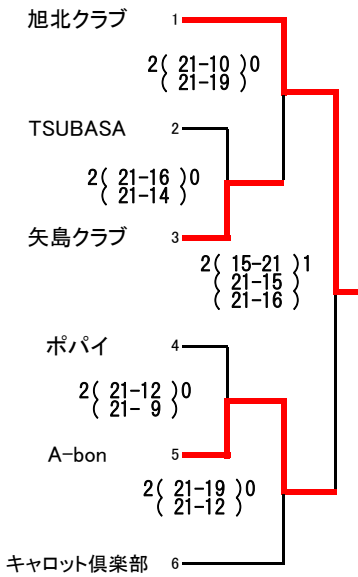 旭北クラブ 1
2( 21-10 )0
( 21-19 )
TSUBASA 2
2( 21-16 )0
( 21-14 )
矢島クラブ 3
2( 15-21 )1
( 21-15 )
( 21-16 )
ポパイ 4
2( 21-12 )0
( 21- 9 )
A-bon 5
2( 21-19 )0
( 21-12 )
キャロット倶楽部 6